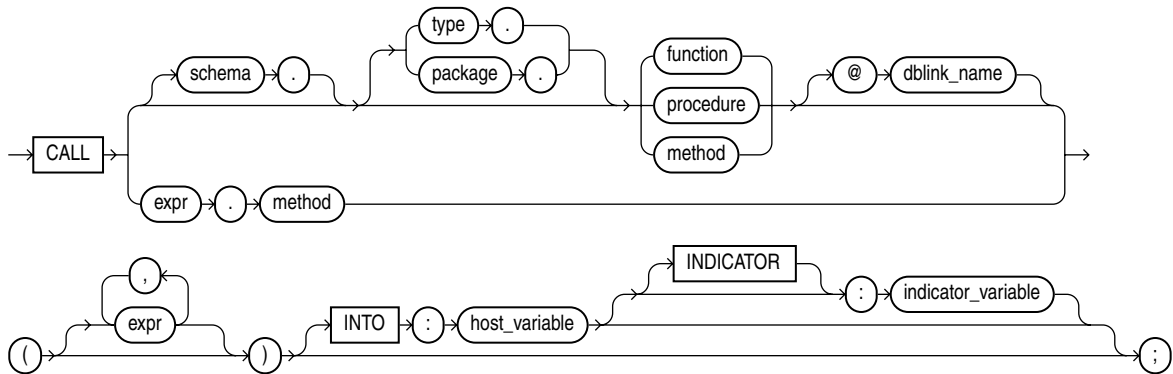 type .
schema . package . function @ dblink_name
procedure
CALL method
expr . method
, INDICATOR
expr INTO : host_variable : indicator_variable
( ) ;